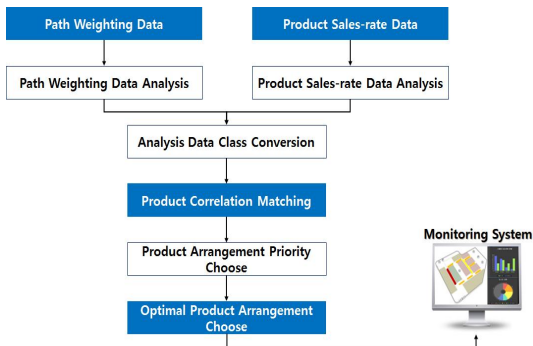 Path Weighting Data
Product Sales-rate Data
Path Weighting Data Analysis
Product Sales-rate Data Analysis
Analysis Data Class Conversion
Product Correlation Matching
Product Arrangement Priority
Choose
Optimal Product Arrangement
Choose
Monitoring System